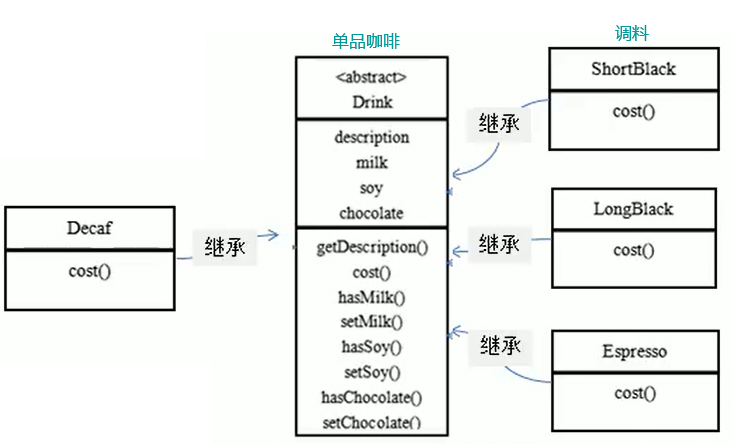 单品咖啡
调料
<abstract>
Drink
description
milk
soy
chocolate
getDescription()
cost()
hasMilk()
setMilk()
hasSoy()
setSoy()
hasChocolate()
setChocolate()
Decaf
cost()
继承
继承
ShortBlack
cost()
继承
LongBlack
cost()
继承
Espresso
cost()